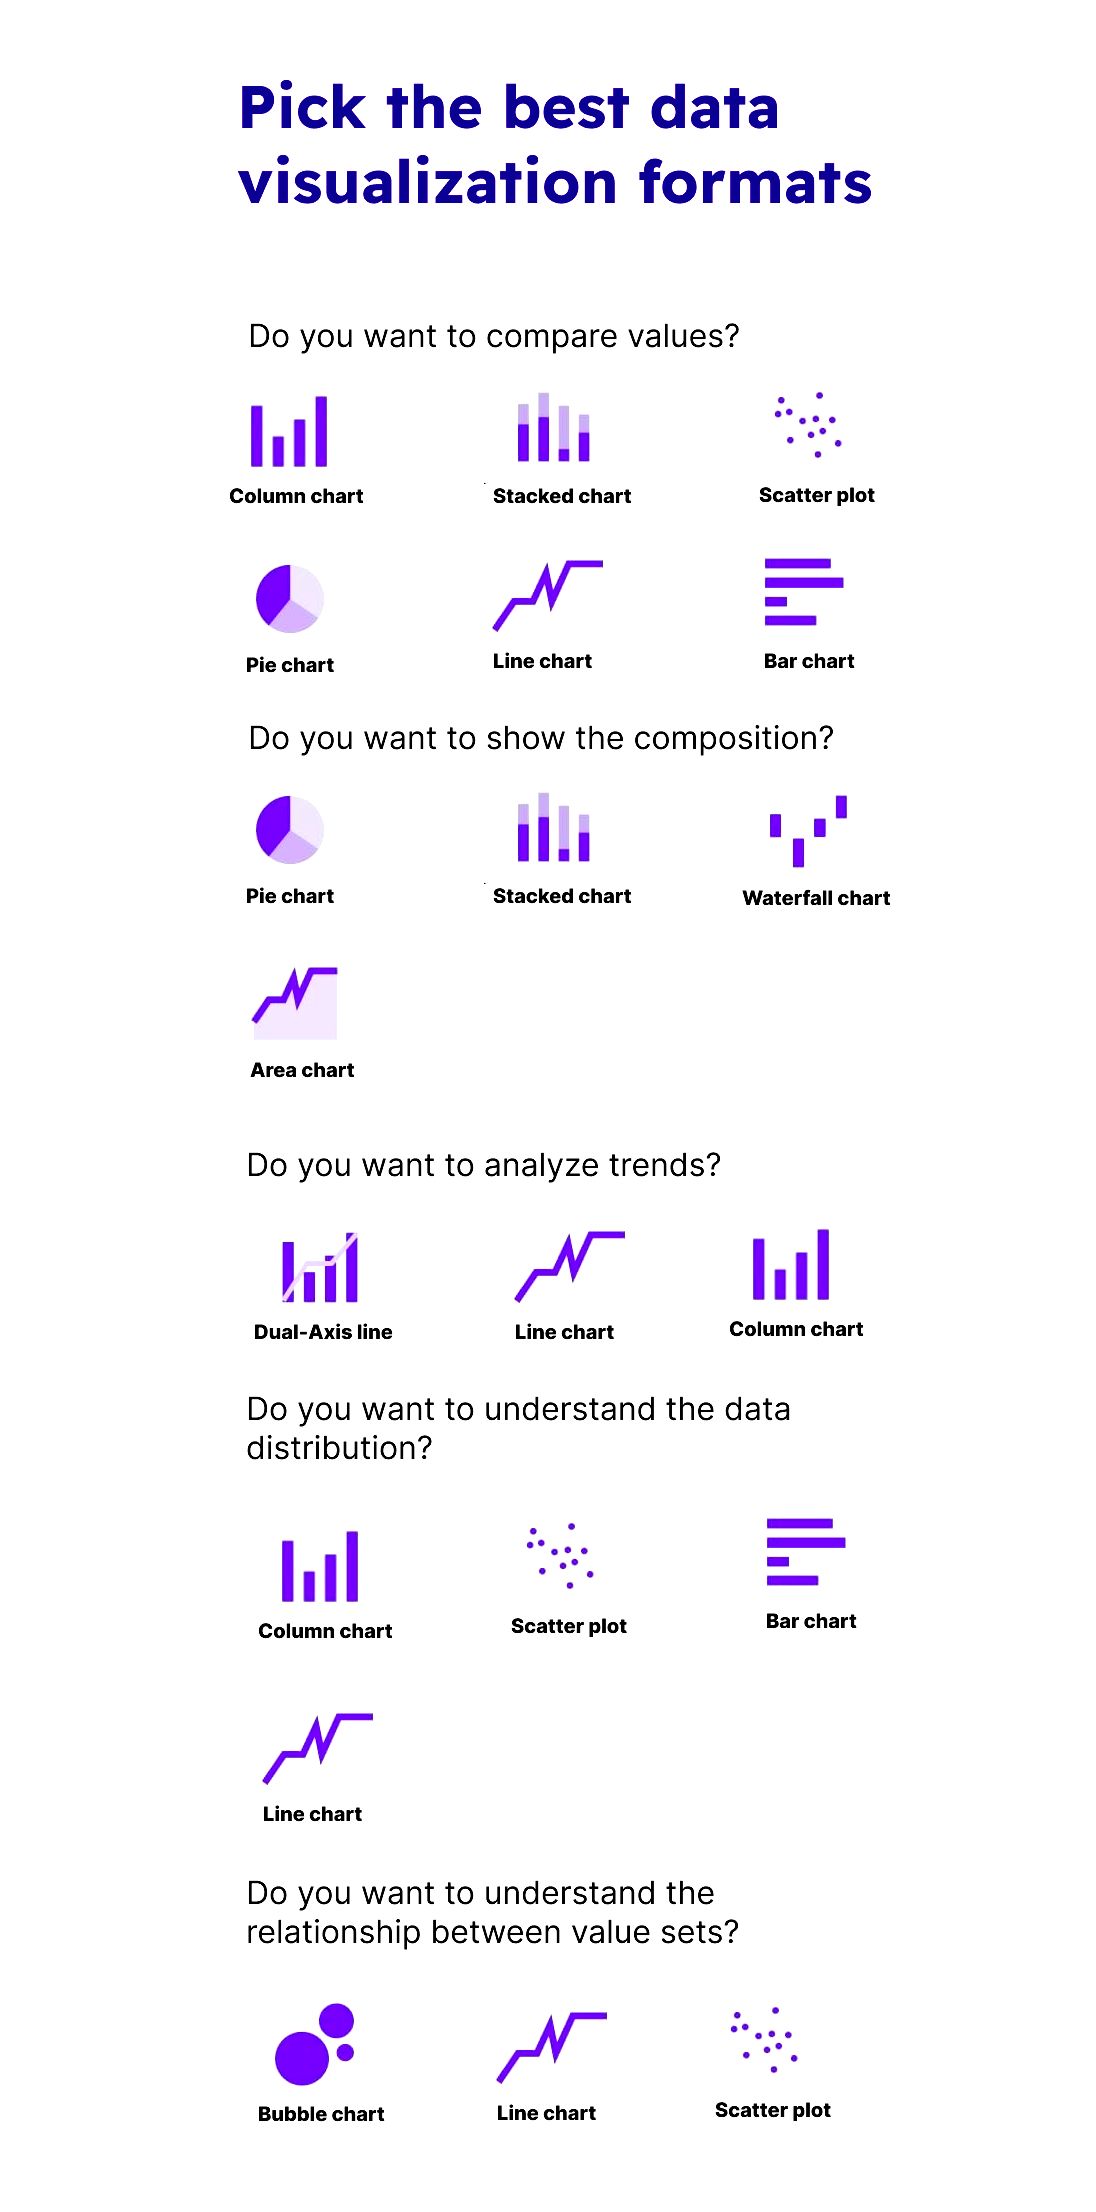 Pick the best data
visualization formats
Do you want to compare values?
Column chart
Stacked chart
Scatter plot
Pie chart
Line chart
Bar chart
Do you want to show the composition?
Pie chart
Stacked chart
Waterfall chart
Area chart
Do you want to analyze trends?
Dual-Axis line
Line chart
Column chart
Do you want to understand the data
distribution?
Column chart
Scatter plot
Bar chart
Line chart
Do you want to understand the
relationship between value sets?
Bubble chart
Line chart
Scatter plot